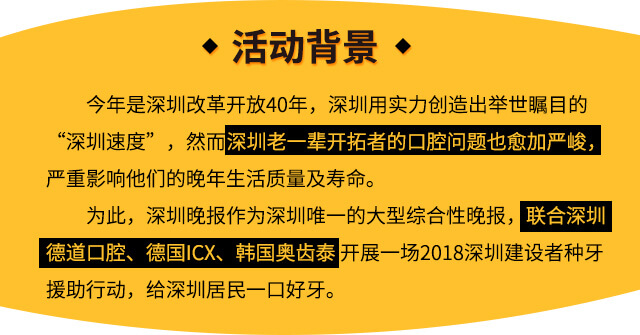 活动背景
今年是深圳改革开放40年，深圳用实力创造出举世瞩目的
“深圳速度”，然而深圳老一辈开拓者的口腔问题也愈加严峻，
严重影响他们的晚年生活质量及寿命。
为此，深圳晚报作为深圳唯一的大型综合性晚报，联合深圳
德道口腔、德国ICX、韩国奥齿泰开展一场2018深圳建设者种牙
援助行动，给深圳居民一口好牙。